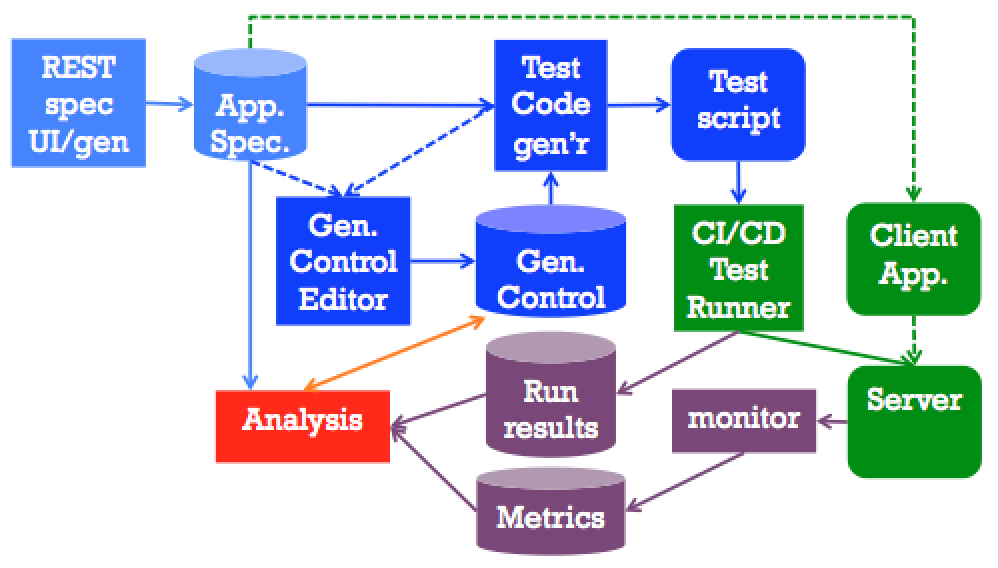 REST
spec
UI/gen
App.
Spec.
Test
Code
gen’r
Test
script
Gen.
Control
Editor
Gen.
Control
CI/CD
Test
Runner
Client
App.
Analysis
Run
results
monitor
Server
Metrics